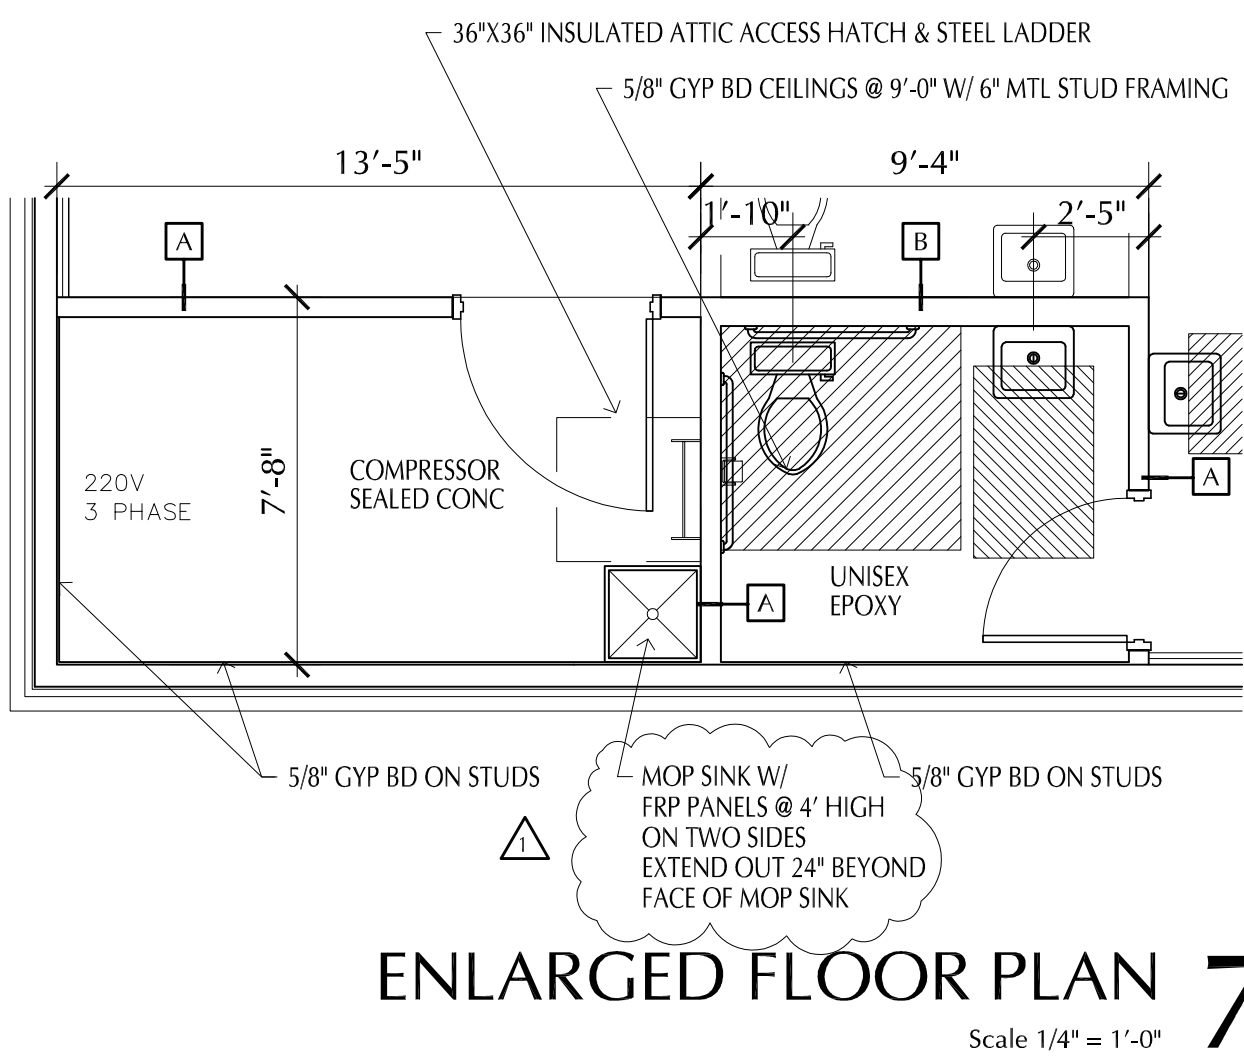 36"X36" INSULATED ATTIC ACCESS HATCH & STEEL LADDER
5/8" GYP BD CEILINGS @ 9'-0" W/ 6" MTL STUD FRAMING
13'-5"
9'-4"
1'-10"
2'-5"
A
B
7'-8"
COMPRESSOR
SEALED CONC
220V
3 PHASE
A
UNISEX
EPOXY
A
5/8" GYP BD ON STUDS
MOP SINK W/
FRP PANELS @ 4' HIGH
ON TWO SIDES
EXTEND OUT 24" BEYOND
FACE OF MOP SINK
5/8" GYP BD ON STUDS
1
ENLARGED FLOOR PLAN
7
Scale 1/4" = 1'-0"